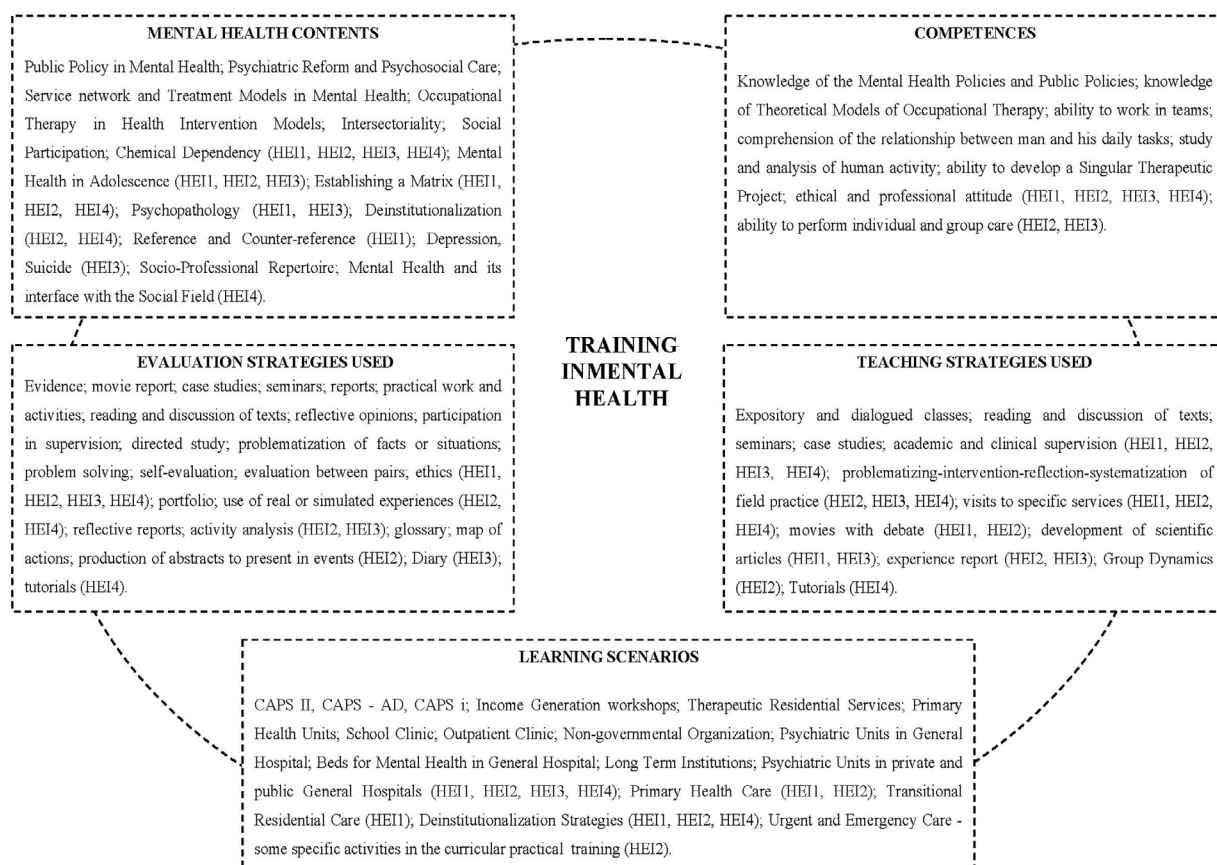 MENTAL HEALTH CONTENTS
Public Policy in Mental Health; Psychiatric Reform and Psychosocial Care;
Service network and Treatment Models in Mental Health; Occupational
Therapy in Health Intervention Models; Intersectoriality; Social
Participation; Chemical Dependency (HEI1, HEI2, HEI3, HEI4); Mental
Health in Adolescence (HEI1, HEI2, HEI3); Establishing a Matrix (HEI1,
HEI2, HEI4); Psychopathology (HEI1, HEI3); Deinstitutionalization
(HEI2, HEI4); Reference and Counter-reference (HEI1); Depression,
Suicide (HEI3); Socio-Professional Repertoire; Mental Health and its
interface with the Social Field (HEI4).
COMPETENCES
Knowledge of the Mental Health Policies and Public Policies; knowledge
of Theoretical Models of Occupational Therapy; ability to work in teams;
comprehension of the relationship between man and his daily tasks; study
and analysis of human activity; ability to develop a Singular Therapeutic
Project; ethical and professional attitude (HEI1, HEI2, HEI3, HEI4);
ability to perform individual and group care (HEI2, HEI3).
TRAINING
INMENTAL
HEALTH
EVALUATION STRATEGIES USED
Evidence; movie report; case studies; seminars; reports; practical work and
activities; reading and discussion of texts; reflective opinions; participation
in supervision; directed study; problematization of facts or situations;
problem solving; self-evaluation; evaluation between pairs; ethics (HEI1,
HEI2, HEI3, HEI4); portfolio; use of real or simulated experiences (HEI2,
HEI4); reflective reports; activity analysis (HEI2, HEI3); glossary; map of
actions; production of abstracts to present in events (HEI2); Diary (HEI3);
tutorials (HEI4).
TEACHING STRATEGIES USED
Expository and dialogued classes; reading and discussion of texts;
seminars; case studies; academic and clinical supervision (HEI1, HEI2,
HEI3, HEI4); problematizing-intervention-reflection-systematization of
field practice (HEI2, HEI3, HEI4); visits to specific services (HEI1, HEI2,
HEI4); movies with debate (HEI1, HEI2); development of scientific
articles (HEI1, HEI3); experience report (HEI2, HEI3); Group Dynamics
(HEI2); Tutorials (HEI4).
LEARNING SCENARIOS
CAPS II, CAPS - AD, CAPS i; Income Generation workshops; Therapeutic Residential Services; Primary
Health Units; School Clinic; Outpatient Clinic; Non-governmental Organization; Psychiatric Units in General
Hospital; Beds for Mental Health in General Hospital; Long Term Institutions; Psychiatric Units in private and
public General Hospitals (HEI1, HEI2, HEI3, HEI4); Primary Health Care (HEI1, HEI2); Transitional
Residential Care (HEI1); Deinstitutionalization Strategies (HEI1, HEI2, HEI4); Urgent and Emergency Care -
some specific activities in the curricular practical training (HEI2).